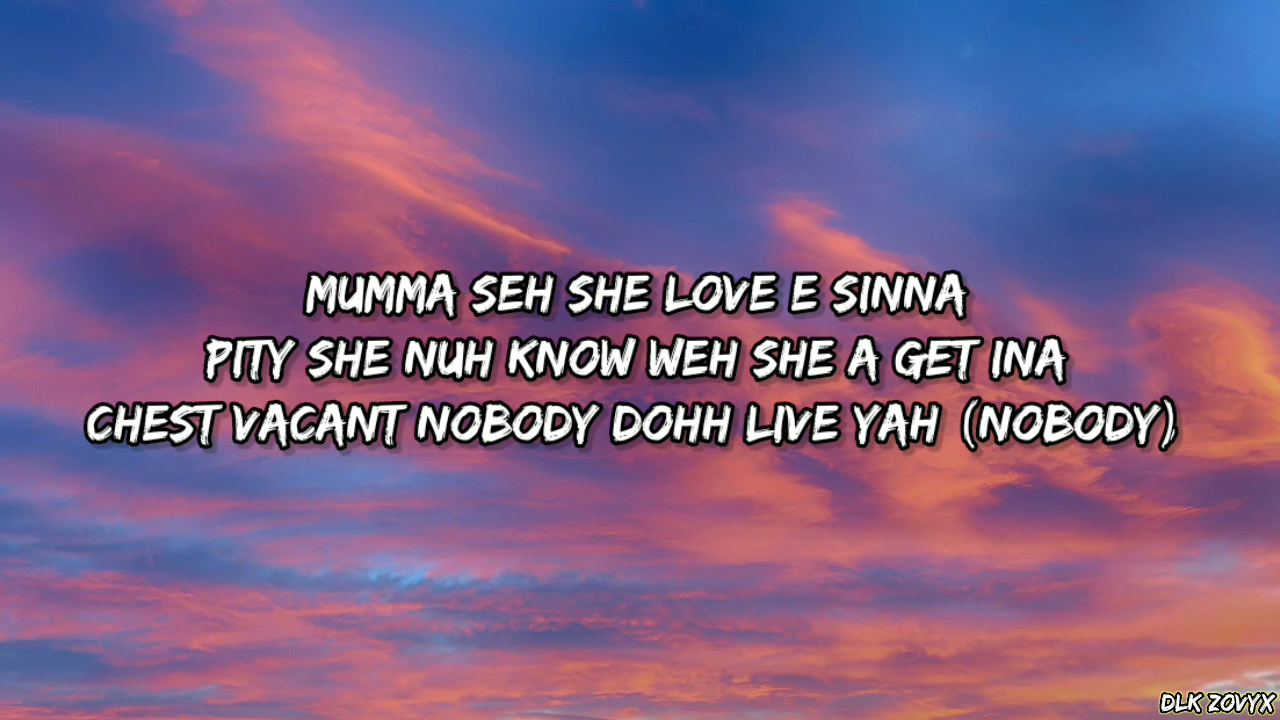 MUMMA SEH SHE LOVE E SINNA
PITY SHE NUH KNOW WEH SHE A GET INA
CHEST VACANT NOBODY DOHH LIVE YAH (NOBODY)
DLK ZOVYX